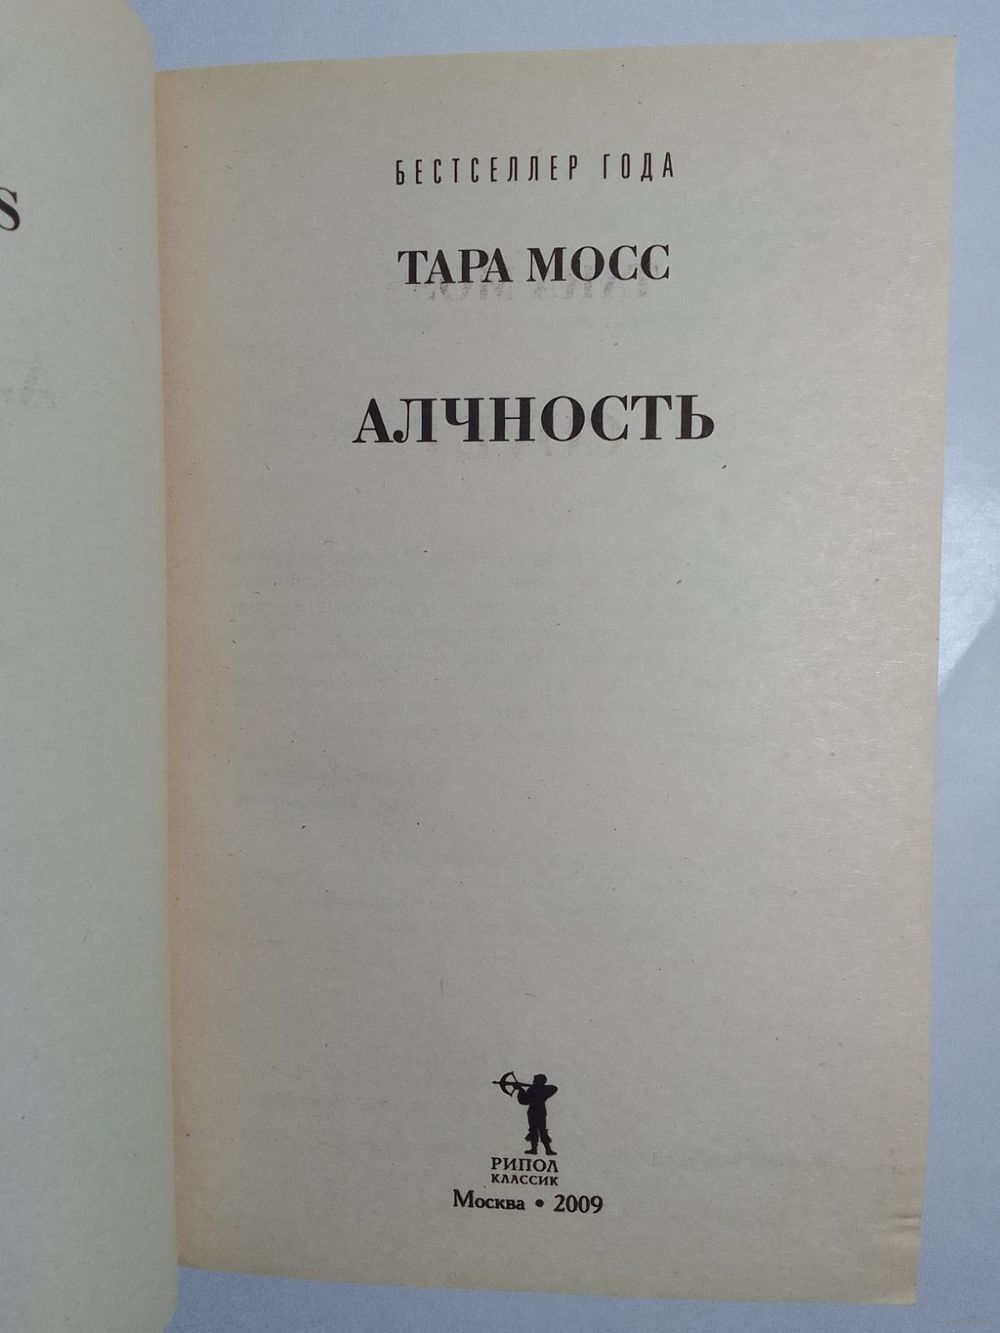 S
БЕСТСЕЛЛЕР ГОДА
ТАРА МОСС
АЛЧНОСТЬ
РИПОЛ
КЛАССИК
Москва • 2009